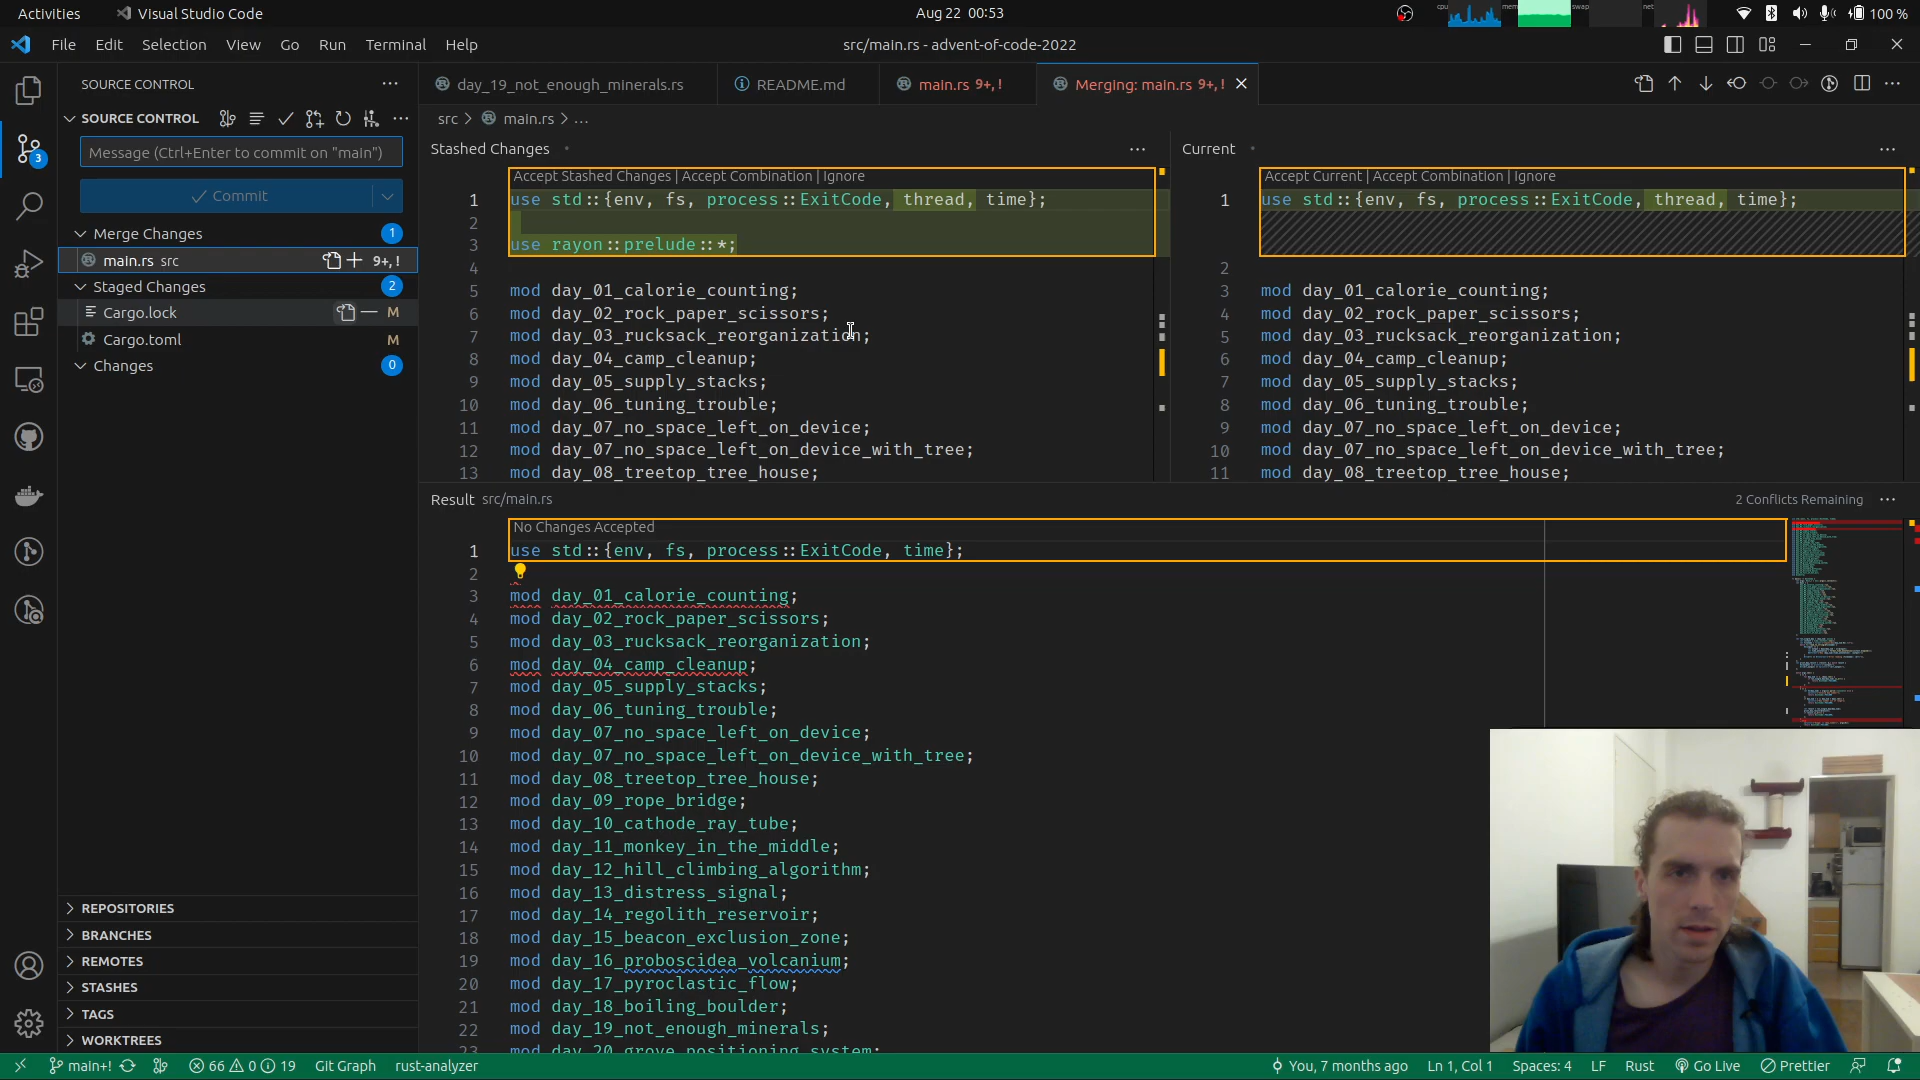 Activities
Visual Studio Code
Aug 22 00:53
cpu
mem
swap
net
100 %
File Edit Selection View Go Run Terminal Help
src/main.rs - advent-of-code-2022
SOURCE CONTROL
day_19_not_enough_minerals.rs
README.md
main.rs 9+, !
Merging: main.rs 9+, !
SOURCE CONTROL
src > main.rs > ...
Message (Ctrl+Enter to commit on "main")
Commit
Merge Changes 1
main.rs src 9+, !
Staged Changes 2
Cargo.lock M
Cargo.toml M
Changes 0
3
REPOSITORIES
BRANCHES
REMOTES
STASHES
TAGS
WORKTREES
Stashed Changes
Accept Stashed Changes | Accept Combination | Ignore
1 use std::{env, fs, process::ExitCode, thread, time};
2
3 use rayon::prelude::*;
4
5 mod day_01_calorie_counting;
6 mod day_02_rock_paper_scissors;
7 mod day_03_rucksack_reorganization;
8 mod day_04_camp_cleanup;
9 mod day_05_supply_stacks;
10 mod day_06_tuning_trouble;
11 mod day_07_no_space_left_on_device;
12 mod day_07_no_space_left_on_device_with_tree;
13 mod day_08_treetop_tree_house;
Current
Accept Current | Accept Combination | Ignore
1 use std::{env, fs, process::ExitCode, thread, time};
2
3 mod day_01_calorie_counting;
4 mod day_02_rock_paper_scissors;
5 mod day_03_rucksack_reorganization;
6 mod day_04_camp_cleanup;
7 mod day_05_supply_stacks;
8 mod day_06_tuning_trouble;
9 mod day_07_no_space_left_on_device;
10 mod day_07_no_space_left_on_device_with_tree;
11 mod day_08_treetop_tree_house;
Result src/main.rs
2 Conflicts Remaining
No Changes Accepted
1 use std::{env, fs, process::ExitCode, time};
2
3 mod day_01_calorie_counting;
4 mod day_02_rock_paper_scissors;
5 mod day_03_rucksack_reorganization;
6 mod day_04_camp_cleanup;
7 mod day_05_supply_stacks;
8 mod day_06_tuning_trouble;
9 mod day_07_no_space_left_on_device;
10 mod day_07_no_space_left_on_device_with_tree;
11 mod day_08_treetop_tree_house;
12 mod day_09_rope_bridge;
13 mod day_10_cathode_ray_tube;
14 mod day_11_monkey_in_the_middle;
15 mod day_12_hill_climbing_algorithm;
16 mod day_13_distress_signal;
17 mod day_14_regolith_reservoir;
18 mod day_15_beacon_exclusion_zone;
19 mod day_16_proboscidea_volcanium;
20 mod day_17_pyroclastic_flow;
21 mod day_18_boiling_boulder;
22 mod day_19_not_enough_minerals;
23 mod day_20_grove_positioning_system;
main+!
66 0 19
Git Graph
rust-analyzer
You, 7 months ago
Ln 1, Col 1
Spaces: 4
LF
Rust
Go Live
Prettier